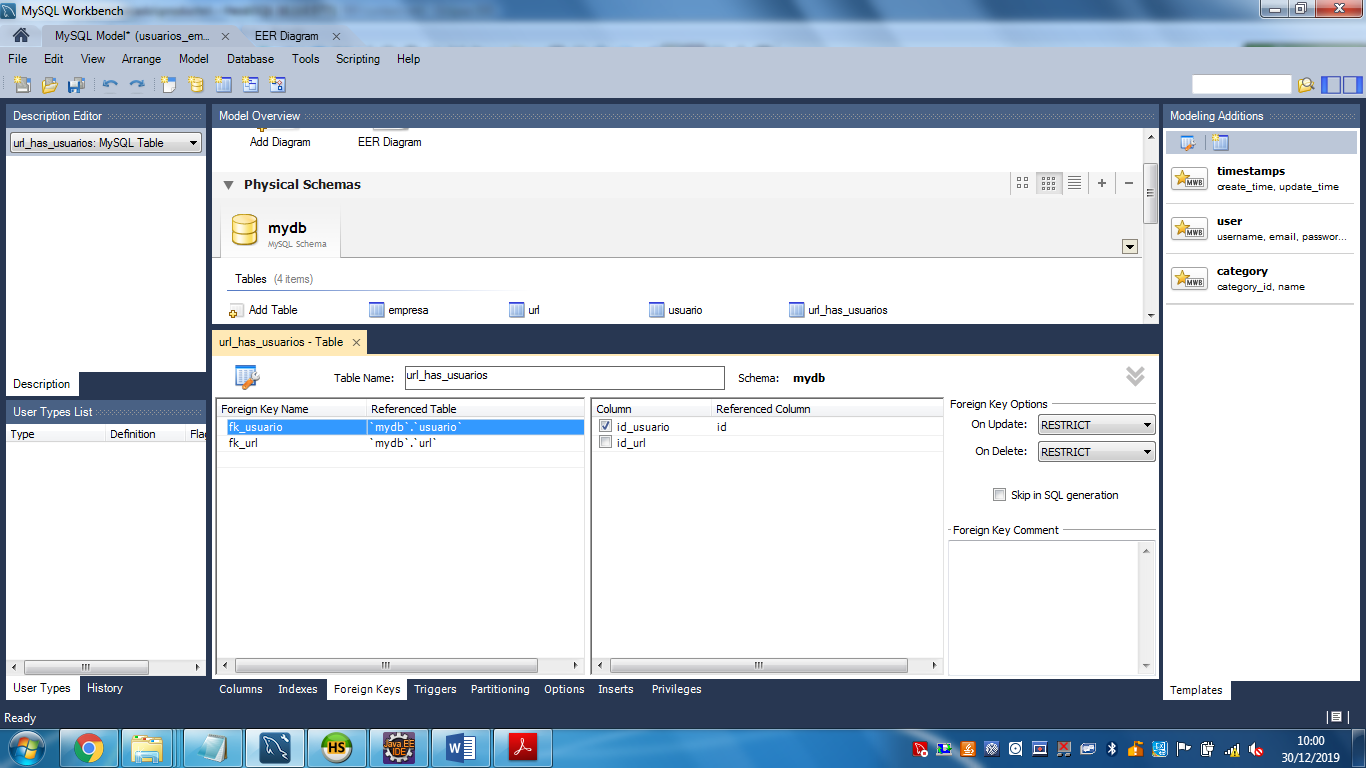 MySQL Workbench
MySQL Model* (usuarios_em... EER Diagram
File Edit View Arrange Model Database Tools Scripting Help
Description Editor
url_has_usuarios: MySQL Table
Description
User Types List
Type Definition Flag
User Types History
Model Overview
Add Diagram EER Diagram
Physical Schemas
mydb
MySQL Schema
Tables (4 items)
Add Table empresa url usuario url_has_usuarios
url_has_usuarios - Table
Table Name: url_has_usuarios Schema: mydb
Foreign Key Name Referenced Table
fk_usuario `mydb`.`usuario`
fk_url `mydb`.`url`
Column Referenced Column
id_usuario id
id_url
Foreign Key Options
On Update: RESTRICT
On Delete: RESTRICT
Skip in SQL generation
Foreign Key Comment
Columns Indexes Foreign Keys Triggers Partitioning Options Inserts Privileges
Modeling Additions
MWB
timestamps
create_time, update_time
MWB
user
username, email, passwor...
MWB
category
category_id, name
Templates
Ready
HS
Java EE
IDE
W
10:00
30/12/2019